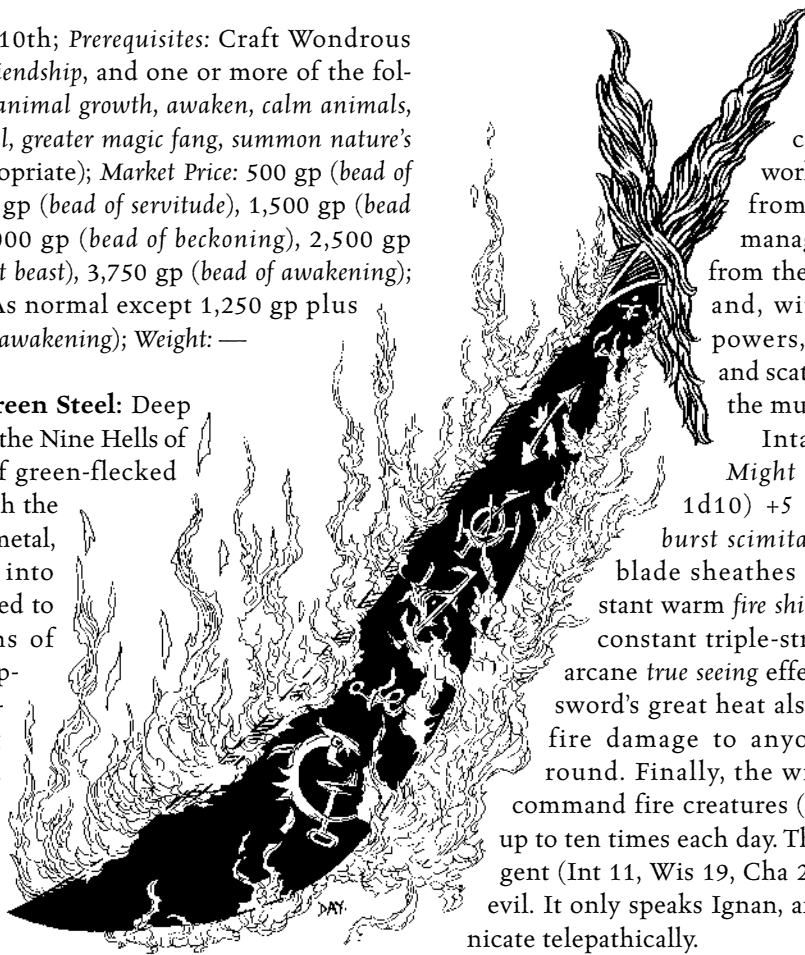 10th; Prerequisites: Craft Wondrous
iendship, and one or more of the fol-
animal growth, awaken, calm animals,
l, greater magic fang, summon nature's
opriate); Market Price: 500 gp (bead of
gp (bead of servitude), 1,500 gp (bead
000 gp (bead of beckoning), 2,500 gp
t beast), 3,750 gp (bead of awakening);
As normal except 1,250 gp plus
awakening); Weight: —
reen Steel: Deep
the Nine Hells of
f green-flecked
h the
metal,
into
ed to
ns of
p-
-
c
worl
from
manag
from the
and, wi
powers,
and scat
the mu
Inta
Might
1d10) +5
burst scimita
blade sheathes
stant warm fire shi
constant triple-str
arcane true seeing effe
sword's great heat als
fire damage to anyo
round. Finally, the wi
command fire creatures (
up to ten times each day. Th
gent (Int 11, Wis 19, Cha 2
evil. It only speaks Ignan, a
nicate telepathically.
DAY.